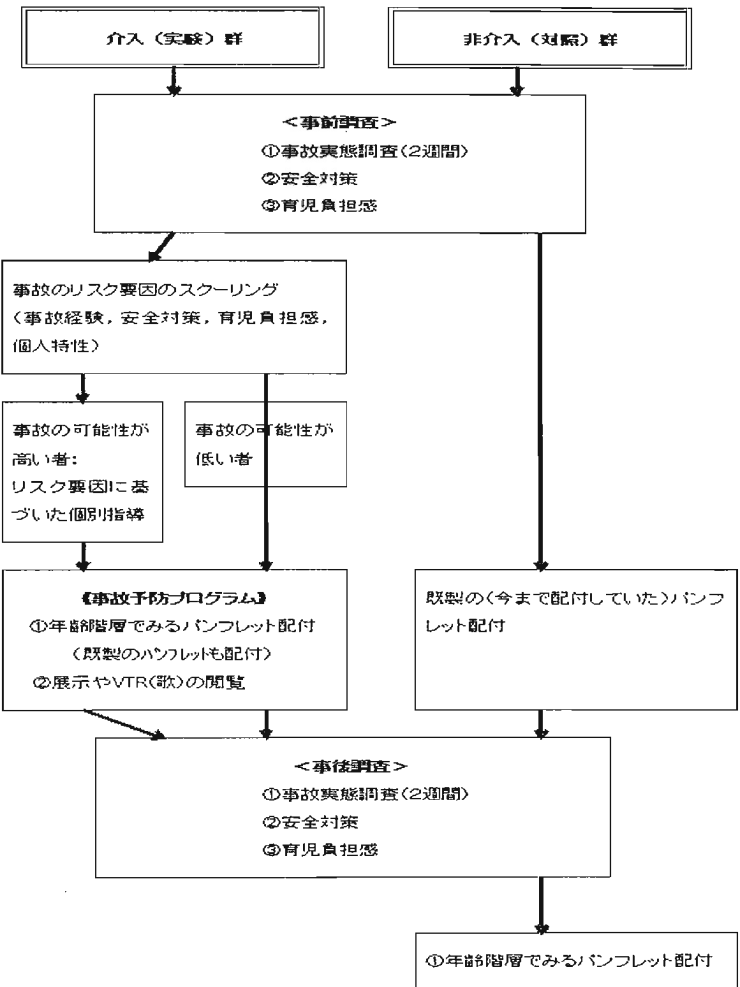 介入（実験）群
非介入（対照）群
＜事前調査＞
①事故実態調査(2週間)
②安全対策
③育児負担感
事故のリスク要因のスクーリング
（事故経験，安全対策，育児負担感，
個人特性）
事故の可能性が
高い者：
リスク要因に基
づいた個別指導
事故の可能性が
低い者
《事故予防プログラム》
①年齢階層でみるパンフレット配付
（既製のパンフレットも配付）
②展示やVTR(歌)の閲覧
既製の（今まで配付していた）パンフ
レット配付
＜事後調査＞
①事故実態調査(2週間)
②安全対策
③育児負担感
①年齢階層でみるパンフレット配付